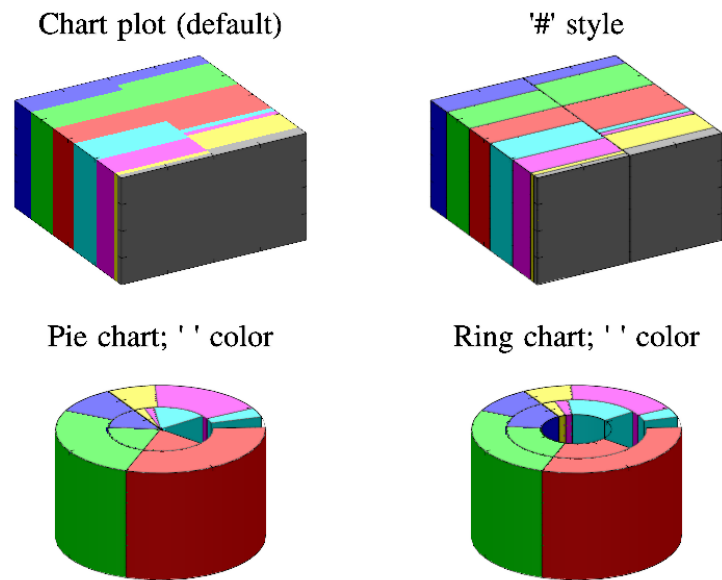 Chart plot (default)
'#' style
Pie chart; ' ' color
Ring chart; ' ' color